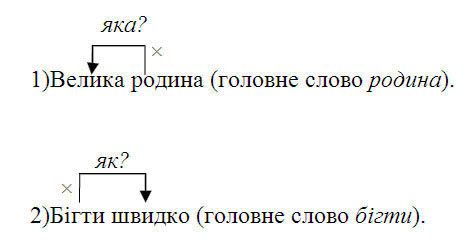 яка?
×
1)Велика родина (головне слово родина).
як?
×
2)Бігти швидко (головне слово бігти).